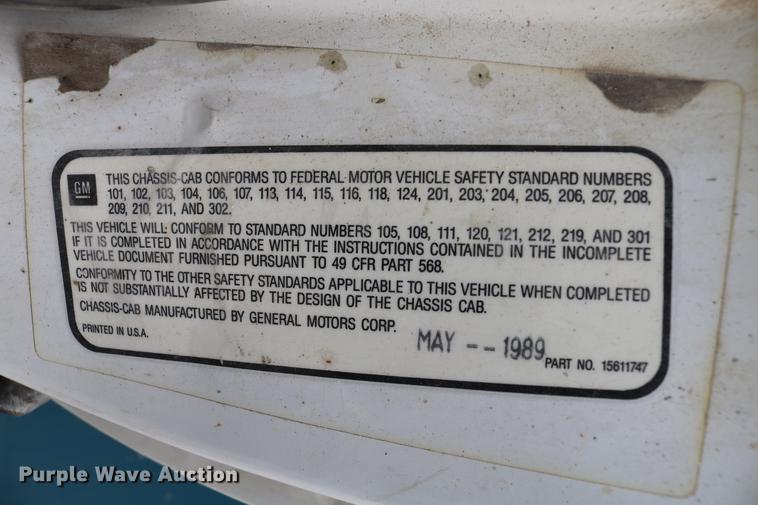 GM
THIS CHASSIS-CAB CONFORMS TO FEDERAL MOTOR VEHICLE SAFETY STANDARD NUMBERS
101, 102, 103, 104, 106, 107, 113, 114, 115, 116, 118, 124, 201, 203, 204, 205, 206, 207, 208,
209, 210, 211, AND 302.
THIS VEHICLE WILL CONFORM TO STANDARD NUMBERS 105, 108, 111, 120, 121, 212, 219, AND 301
IF IT IS COMPLETED IN ACCORDANCE WITH THE INSTRUCTIONS CONTAINED IN THE INCOMPLETE
VEHICLE DOCUMENT FURNISHED PURSUANT TO 49 CFR PART 568.
CONFORMITY TO THE OTHER SAFETY STANDARDS APPLICABLE TO THIS VEHICLE WHEN COMPLETED
IS NOT SUBSTANTIALLY AFFECTED BY THE DESIGN OF THE CHASSIS CAB.
CHASSIS-CAB MANUFACTURED BY GENERAL MOTORS CORP.
MAY -- 1989
PRINTED IN U.S.A.
PART NO. 15611747
Purple Wave Auction®